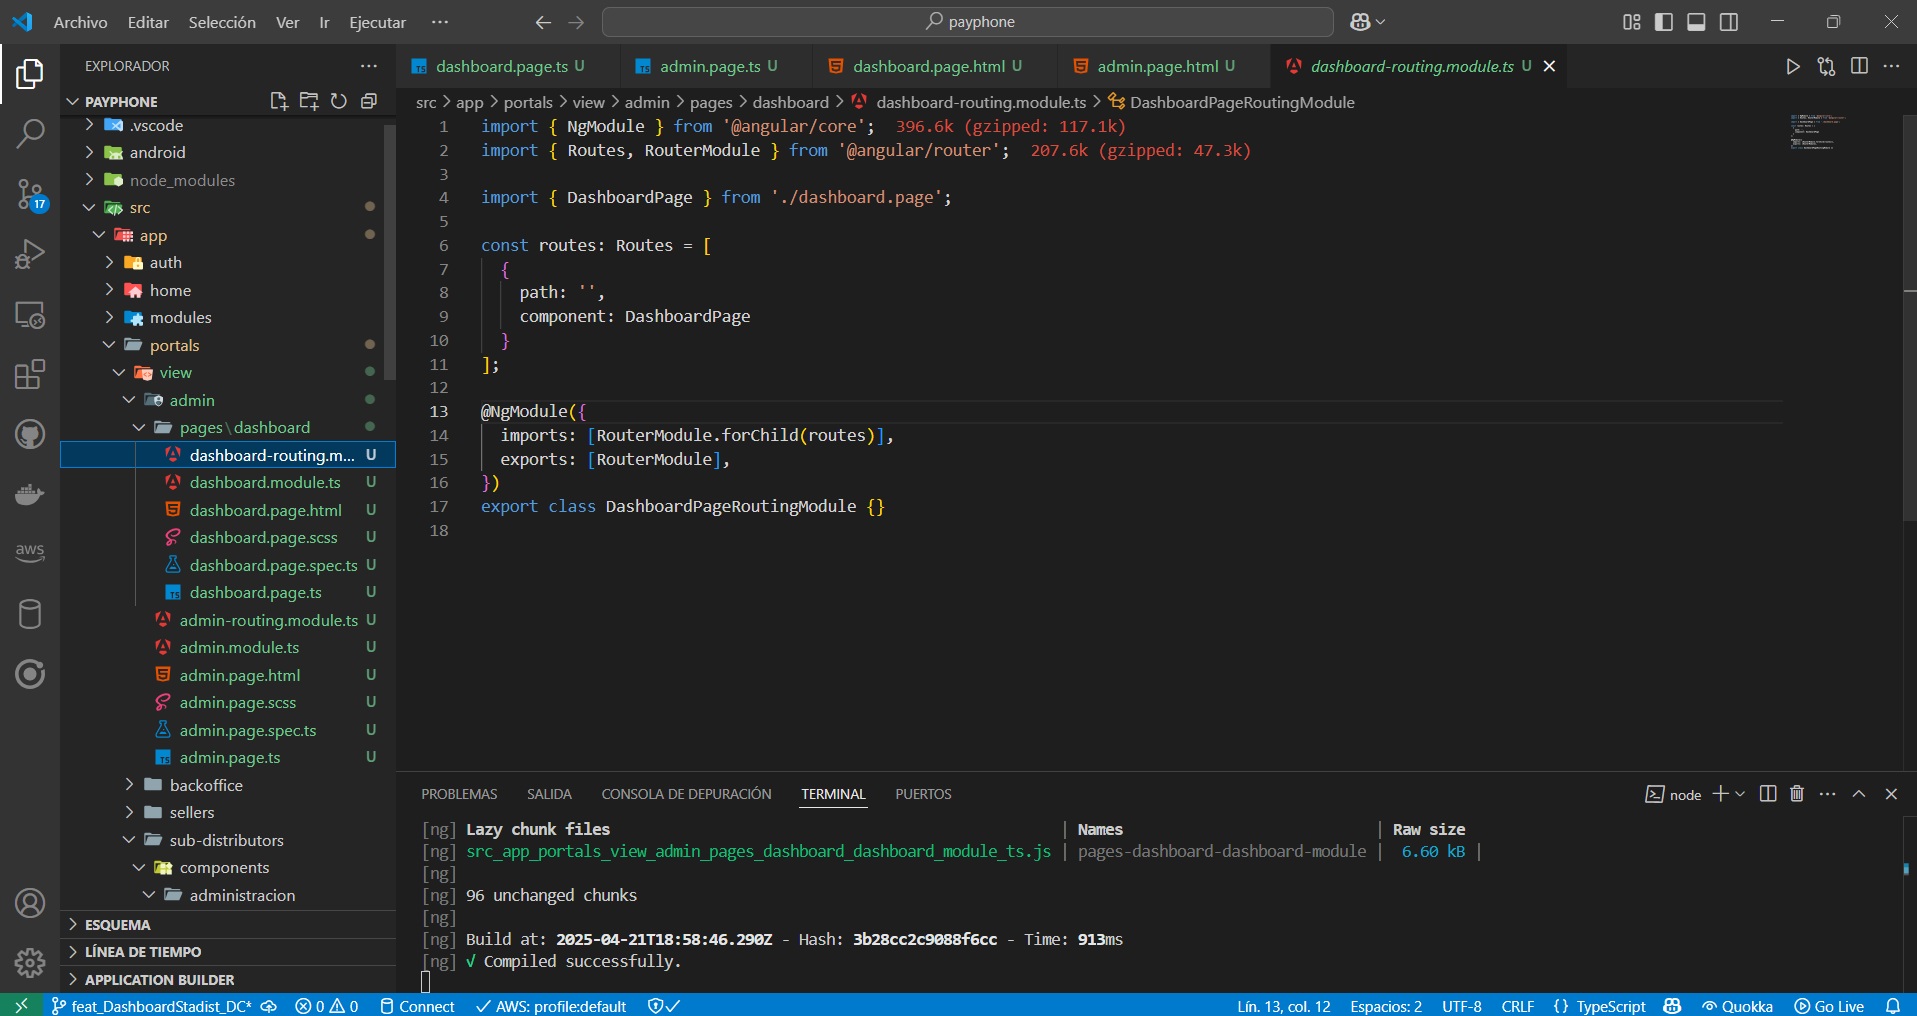 Archivo Editar Selección Ver Ir Ejecutar ···
payphone
EXPLORADOR
PAYPHONE
.vscode
android
node_modules
src
app
auth
home
modules
portals
view
admin
pages\dashboard
dashboard-routing.m... U
dashboard.module.ts U
dashboard.page.html U
dashboard.page.scss U
dashboard.page.spec.ts U
dashboard.page.ts U
admin-routing.module.ts U
admin.module.ts U
admin.page.html U
admin.page.scss U
admin.page.spec.ts U
admin.page.ts U
backoffice
sellers
sub-distributors
components
administracion
ESQUEMA
LÍNEA DE TIEMPO
APPLICATION BUILDER
17
aws
dashboard.page.ts U admin.page.ts U dashboard.page.html U admin.page.html U dashboard-routing.module.ts U
src > app > portals > view > admin > pages > dashboard > dashboard-routing.module.ts > DashboardPageRoutingModule
1 import { NgModule } from '@angular/core'; 396.6k (gzipped: 117.1k)
2 import { Routes, RouterModule } from '@angular/router'; 207.6k (gzipped: 47.3k)
3
4 import { DashboardPage } from './dashboard.page';
5
6 const routes: Routes = [
7 {
8 path: '',
9 component: DashboardPage
10 }
11 ];
12
13 @NgModule({
14 imports: [RouterModule.forChild(routes)],
15 exports: [RouterModule],
16 })
17 export class DashboardPageRoutingModule {}
18
PROBLEMAS SALIDA CONSOLA DE DEPURACIÓN TERMINAL PUERTOS
node
[ng] Lazy chunk files | Names | Raw size
[ng] src_app_portals_view_admin_pages_dashboard_dashboard_module_ts.js | pages-dashboard-dashboard-module | 6.60 kB |
[ng]
[ng] 96 unchanged chunks
[ng]
[ng] Build at: 2025-04-21T18:58:46.290Z - Hash: 3b28cc2c9088f6cc - Time: 913ms
[ng] √ Compiled successfully.
feat_DashboardStadist_DC* 0 0 Connect AWS: profile:default Lín. 13, col. 12 Espacios: 2 UTF-8 CRLF {} TypeScript Quokka Go Live